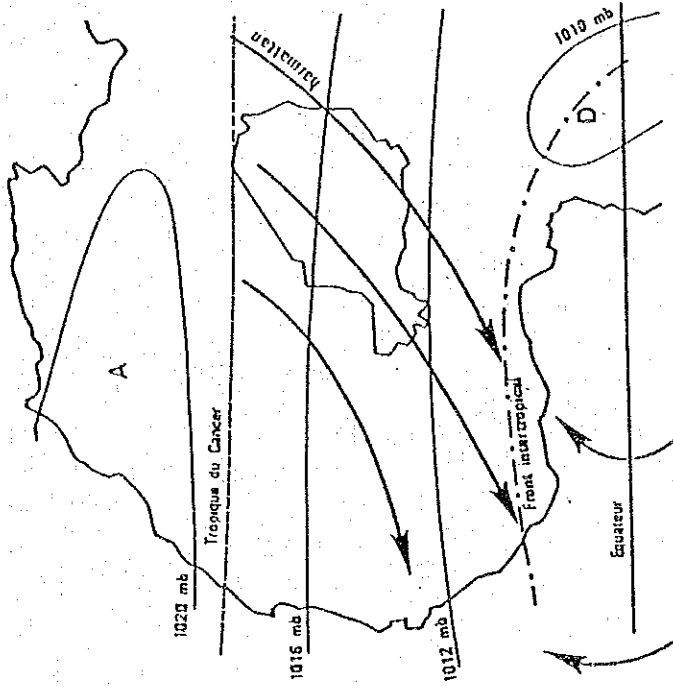 1010 mb
harmattan
D
A
Tropique du Cancer
Front intertropical
Equateur
1020 mb
1016 mb
1012 mb